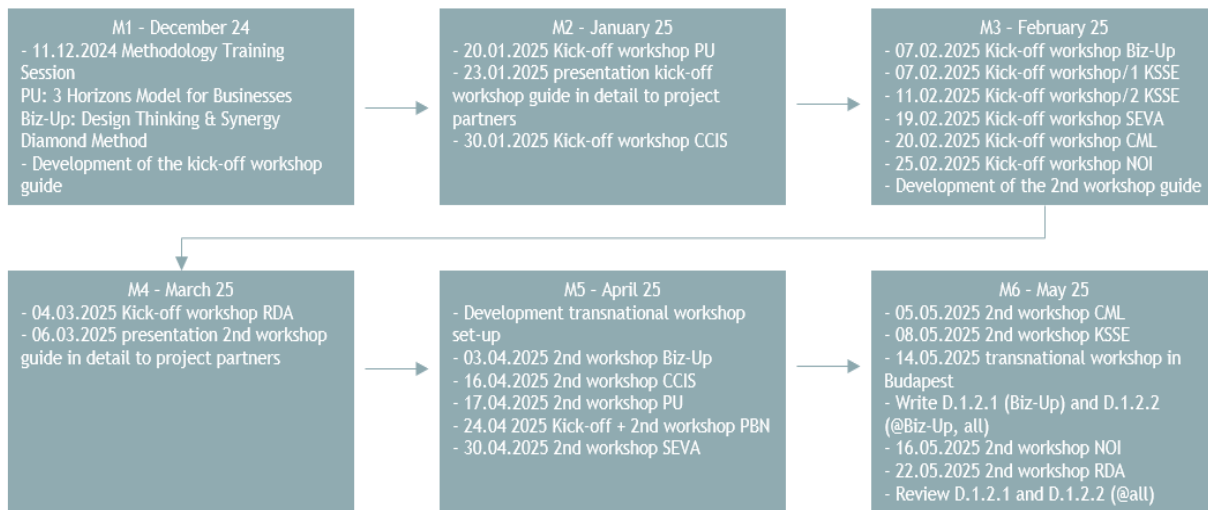 M1 - December 24
- 11.12.2024 Methodology Training
Session
PU: 3 Horizons Model for Businesses
Biz-Up: Design Thinking & Synergy
Diamond Method
- Development of the kick-off workshop
guide
M2 - January 25
- 20.01.2025 Kick-off workshop PU
- 23.01.2025 presentation kick-off
workshop guide in detail to project
partners
- 30.01.2025 Kick-off workshop CCIS
M3 - February 25
- 07.02.2025 Kick-off workshop Biz-Up
- 07.02.2025 Kick-off workshop/1 KSSE
- 11.02.2025 Kick-off workshop/2 KSSE
- 19.02.2025 Kick-off workshop SEVA
- 20.02.2025 Kick-off workshop CML
- 25.02.2025 Kick-off workshop NOI
- Development of the 2nd workshop guide
M4 - March 25
- 04.03.2025 Kick-off workshop RDA
- 06.03.2025 presentation 2nd workshop
guide in detail to project partners
M5 - April 25
- Development transnational workshop
set-up
- 03.04.2025 2nd workshop Biz-Up
- 16.04.2025 2nd workshop CCIS
- 17.04.2025 2nd workshop PU
- 24.04 2025 Kick-off + 2nd workshop PBN
- 30.04.2025 2nd workshop SEVA
M6 - May 25
- 05.05.2025 2nd workshop CML
- 08.05.2025 2nd workshop KSSE
- 14.05.2025 transnational workshop in
Budapest
- Write D.1.2.1 (Biz-Up) and D.1.2.2
(@Biz-Up, all)
- 16.05.2025 2nd workshop NOI
- 22.05.2025 2nd workshop RDA
- Review D.1.2.1 and D.1.2.2 (@all)